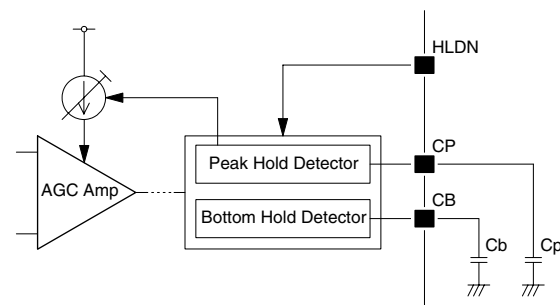 HLDN
CP
Peak Hold Detector
AGC Amp
CB
Bottom Hold Detector
Cb
Cp